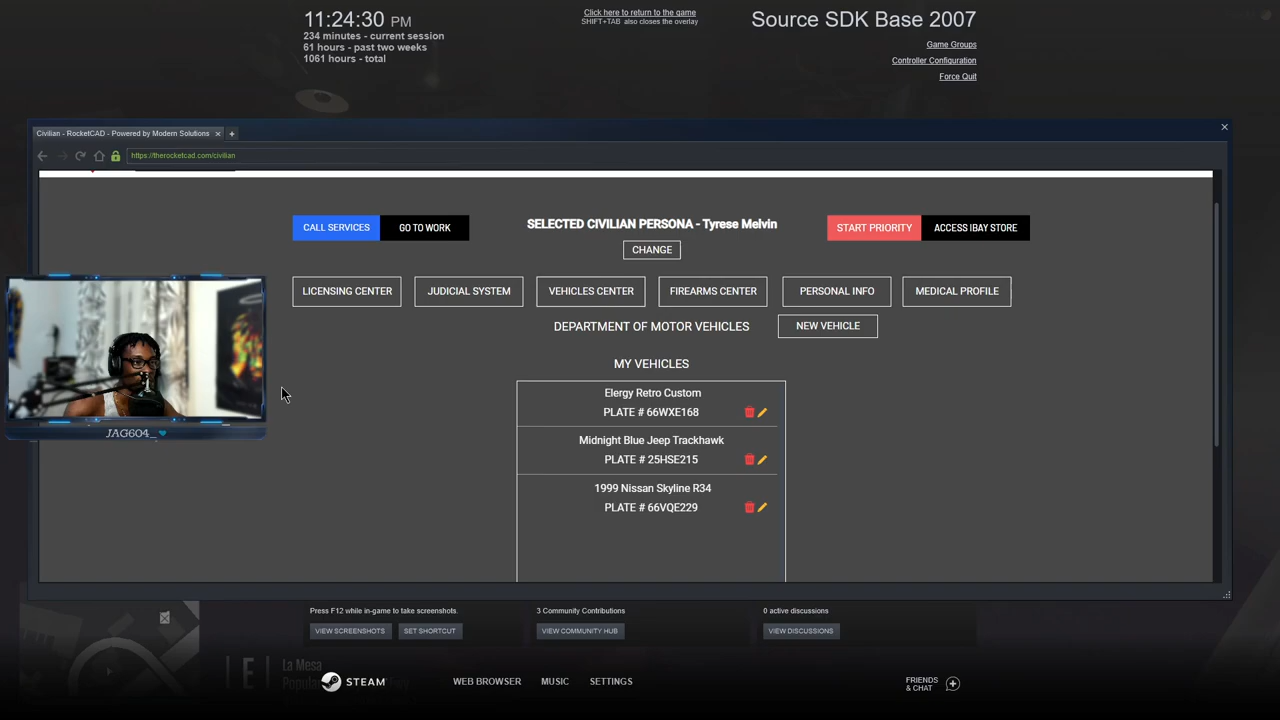 11:24:30 PM
234 minutes - current session
61 hours - past two weeks
1061 hours - total
Click here to return to the game
SHIFT+TAB also closes the overlay
Source SDK Base 2007
Game Groups
Controller Configuration
Force Quit
Civilian - RocketCAD - Powered by Modern Solutions
https://therocketcad.com/civilian
CALL SERVICES
GO TO WORK
SELECTED CIVILIAN PERSONA - Tyrese Melvin
CHANGE
START PRIORITY
ACCESS IBAY STORE
LICENSING CENTER
JUDICIAL SYSTEM
VEHICLES CENTER
FIREARMS CENTER
PERSONAL INFO
MEDICAL PROFILE
DEPARTMENT OF MOTOR VEHICLES
NEW VEHICLE
MY VEHICLES
Elergy Retro Custom
PLATE # 66WXE168
Midnight Blue Jeep Trackhawk
PLATE # 25HSE215
1999 Nissan Skyline R34
PLATE # 66VQE229
JAG604_
Press F12 while in-game to take screenshots.
VIEW SCREENSHOTS
SET SHORTCUT
3 Community Contributions
VIEW COMMUNITY HUB
0 active discussions
VIEW DISCUSSIONS
[E]
La Mesa
STEAM
WEB BROWSER
MUSIC
SETTINGS
FRIENDS
& CHAT